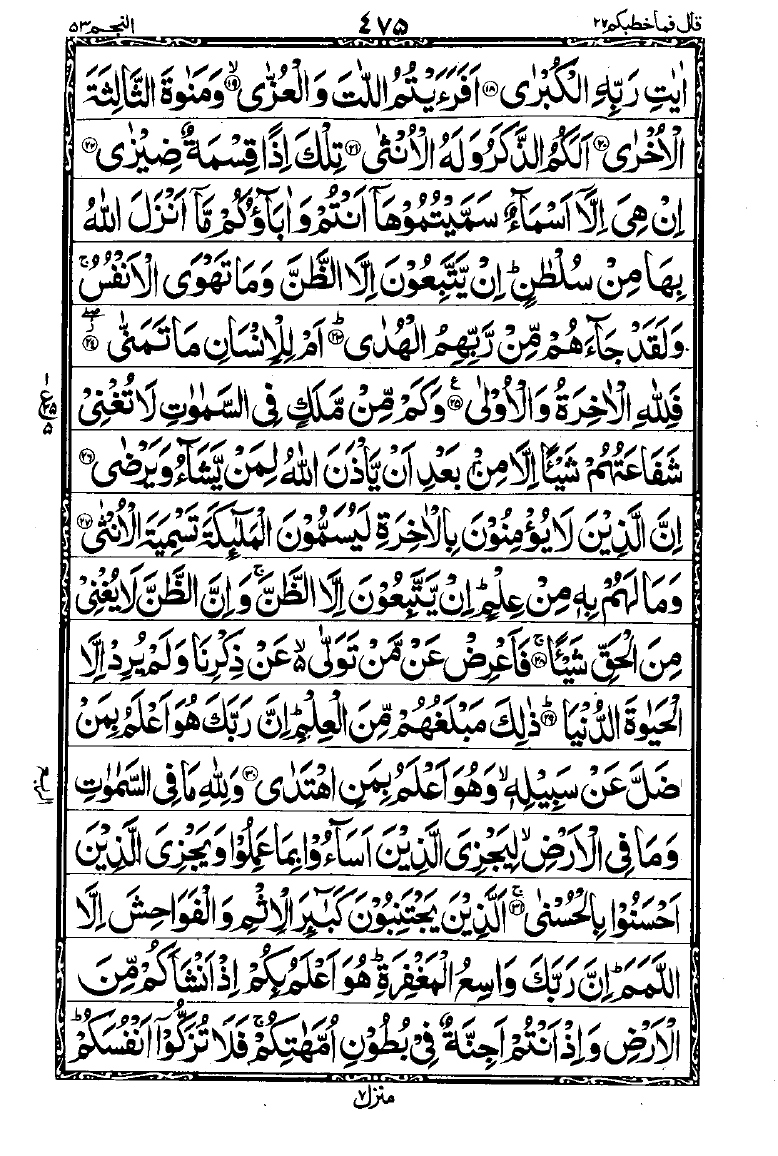 قال فما خطبكم ٢٧ ٤٧٥ النجم ٥٣
اٰيٰتِ رَبِّهِ الْكُبْرٰى ﴿١٨﴾ اَفَرَءَيْتُمُ اللّٰتَ وَالْعُزّٰى ﴿١٩﴾ۙ وَمَنٰوةَ الثَّالِثَةَ
الْاُخْرٰى ﴿٢٠﴾ اَلَكُمُ الذَّكَرُ وَلَهُ الْاُنْثٰى ﴿٢١﴾ تِلْكَ اِذًا قِسْمَةٌ ضِيْزٰى ﴿٢٢﴾
اِنْ هِىَ اِلَّاۤ اَسْمَآءٌ سَمَّيْتُمُوْهَاۤ اَنْتُمْ وَاٰبَآؤُكُمْ مَّاۤ اَنْزَلَ اللّٰهُ
بِهَا مِنْ سُلْطٰنٍ ؕ اِنْ يَّتَّبِعُوْنَ اِلَّا الظَّنَّ وَمَا تَهْوَى الْاَنْفُسُ ۚ
وَلَقَدْ جَآءَهُمْ مِّنْ رَّبِّهِمُ الْهُدٰى ﴿٢٣﴾ؕ اَمْ لِلْاِنْسَانِ مَا تَمَنّٰى ﴿٢٤﴾ۖ
فَلِلّٰهِ الْاٰخِرَةُ وَالْاُوْلٰى ﴿٢٥﴾ وَكَمْ مِّنْ مَّلَكٍ فِى السَّمٰوٰتِ لَا تُغْنِىْ
شَفَاعَتُهُمْ شَيْـًٔا اِلَّا مِنْۢ بَعْدِ اَنْ يَّاْذَنَ اللّٰهُ لِمَنْ يَّشَآءُ وَيَرْضٰى ﴿٢٦﴾
اِنَّ الَّذِيْنَ لَا يُؤْمِنُوْنَ بِالْاٰخِرَةِ لَيُسَمُّوْنَ الْمَلٰٓئِكَةَ تَسْمِيَةَ الْاُنْثٰى ﴿٢٧﴾
وَمَا لَهُمْ بِهٖ مِنْ عِلْمٍ ؕ اِنْ يَّتَّبِعُوْنَ اِلَّا الظَّنَّ ۚ وَاِنَّ الظَّنَّ لَا يُغْنِىْ
مِنَ الْحَقِّ شَيْـًٔا ﴿٢٨﴾ۚ فَاَعْرِضْ عَنْ مَّنْ تَوَلّٰى ۙ۬ عَنْ ذِكْرِنَا وَلَمْ يُرِدْ اِلَّا
الْحَيٰوةَ الدُّنْيَا ﴿٢٩﴾ؕ ذٰلِكَ مَبْلَغُهُمْ مِّنَ الْعِلْمِ ؕ اِنَّ رَبَّكَ هُوَ اَعْلَمُ بِمَنْ
ضَلَّ عَنْ سَبِيْلِهٖ ۙ وَهُوَ اَعْلَمُ بِمَنِ اهْتَدٰى ﴿٣٠﴾ وَلِلّٰهِ مَا فِى السَّمٰوٰتِ
وَمَا فِى الْاَرْضِ ۙ لِيَجْزِىَ الَّذِيْنَ اَسَآءُوْا بِمَا عَمِلُوْا وَيَجْزِىَ الَّذِيْنَ
اَحْسَنُوْا بِالْحُسْنٰى ﴿٣١﴾ۚ اَلَّذِيْنَ يَجْتَنِبُوْنَ كَبٰٓئِرَ الْاِثْمِ وَالْفَوَاحِشَ اِلَّا
اللَّمَمَ ؕ اِنَّ رَبَّكَ وَاسِعُ الْمَغْفِرَةِ ؕ هُوَ اَعْلَمُ بِكُمْ اِذْ اَنْشَاَكُمْ مِّنَ
الْاَرْضِ وَاِذْ اَنْتُمْ اَجِنَّةٌ فِىْ بُطُوْنِ اُمَّهٰتِكُمْ ۚ فَلَا تُزَكُّوْۤا اَنْفُسَكُمْ ؕ
منزل ٧